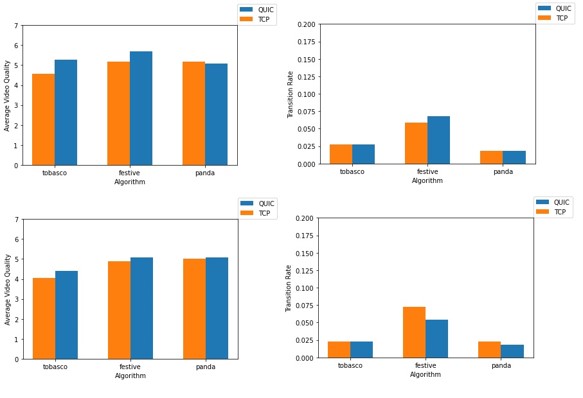 QUIC
TCP
7
6
5
4
3
2
1
0
Average Video Quality
tobasco festive panda
Algorithm
QUIC
TCP
0.200
0.175
0.150
0.125
0.100
0.075
0.050
0.025
0.000
Transition Rate
tobasco festive panda
Algorithm
QUIC
TCP
7
6
5
4
3
2
1
0
Average Video Quality
tobasco festive panda
Algorithm
QUIC
TCP
0.200
0.175
0.150
0.125
0.100
0.075
0.050
0.025
0.000
Transition Rate
tobasco festive panda
Algorithm